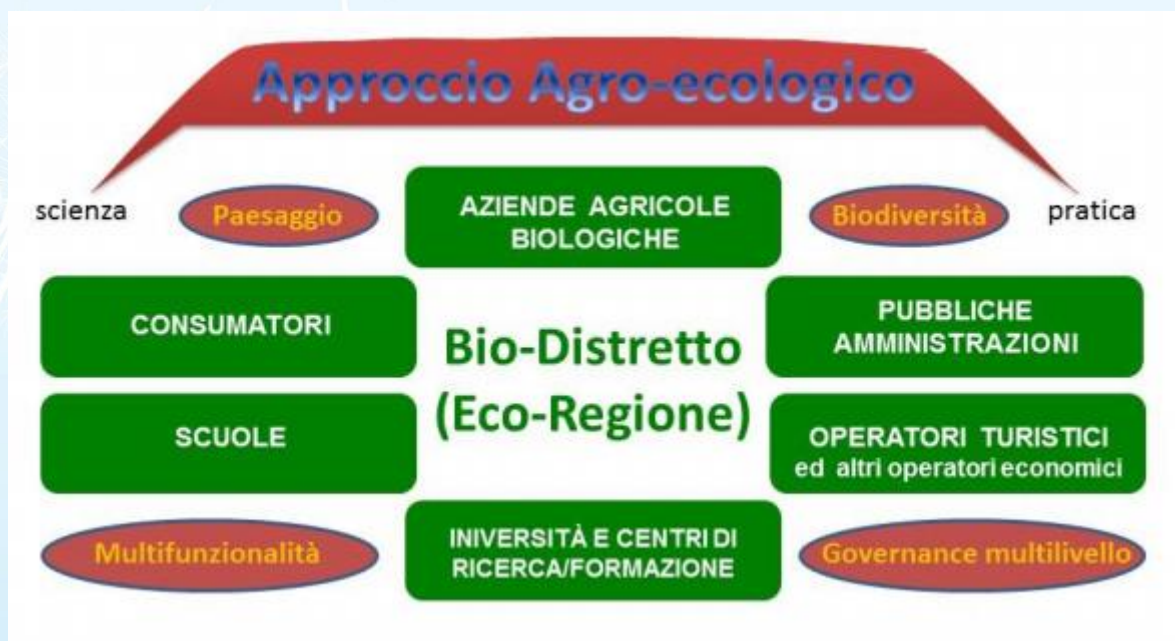 Approccio Agro-ecologico
scienza
Paesaggio
AZIENDE AGRICOLE
BIOLOGICHE
Biodiversità
pratica
CONSUMATORI
Bio-Distretto
(Eco-Regione)
PUBBLICHE
AMMINISTRAZIONI
SCUOLE
OPERATORI TURISTICI
ed altri operatori economici
Multifunzionalità
INIVERSITÀ E CENTRI DI
RICERCA/FORMAZIONE
Governance multilivello